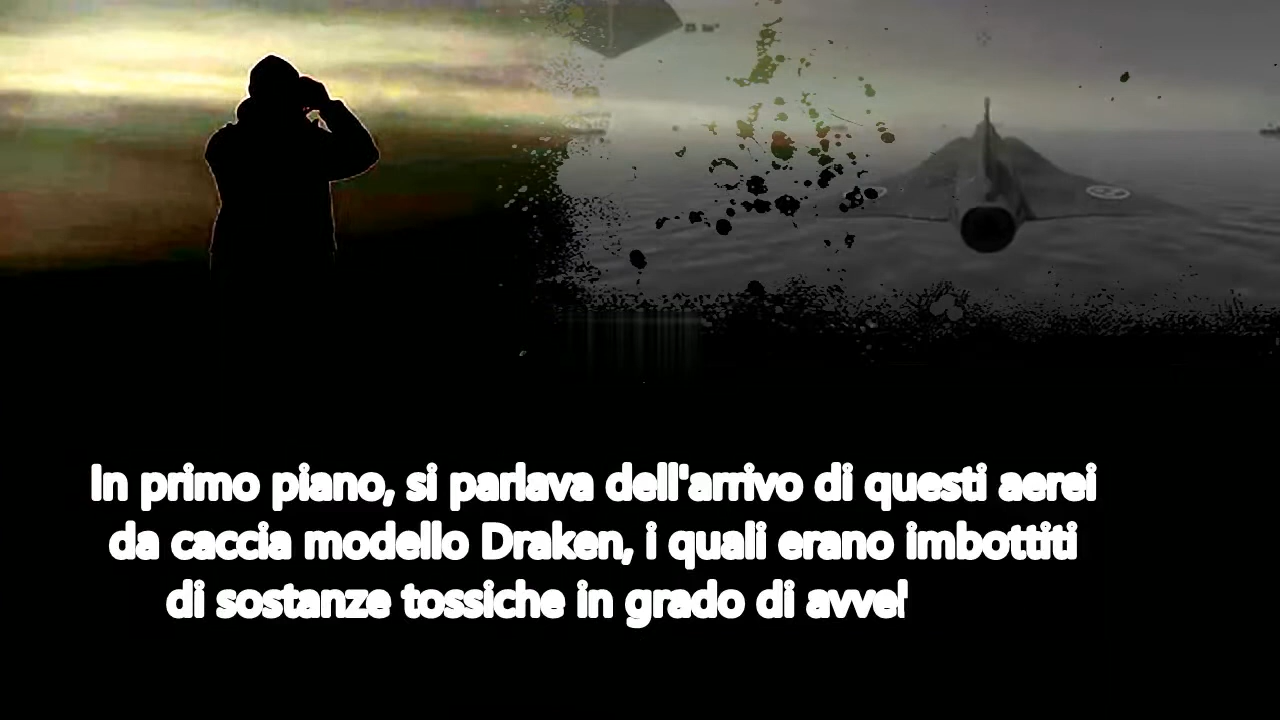 In primo piano, si parlava dell'arrivo di questi aerei
da caccia modello Draken, i quali erano imbottiti
di sostanze tossiche in grado di